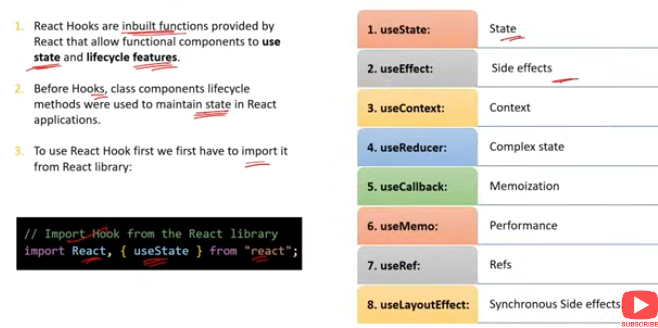 1. React Hooks are inbuilt functions provided by
React that allow functional components to use
state and lifecycle features.
2. Before Hooks, class components lifecycle
methods were used to maintain state in React
applications.
3. To use React Hook first we first have to import it
from React library:
// Import Hook from the React library
import React, { useState } from "react";
1. useState: State
2. useEffect: Side effects
3. useContext: Context
4. useReducer: Complex state
5. useCallback: Memoization
6. useMemo: Performance
7. useRef: Refs
8. useLayoutEffect: Synchronous Side effects
SUBSCRIBE